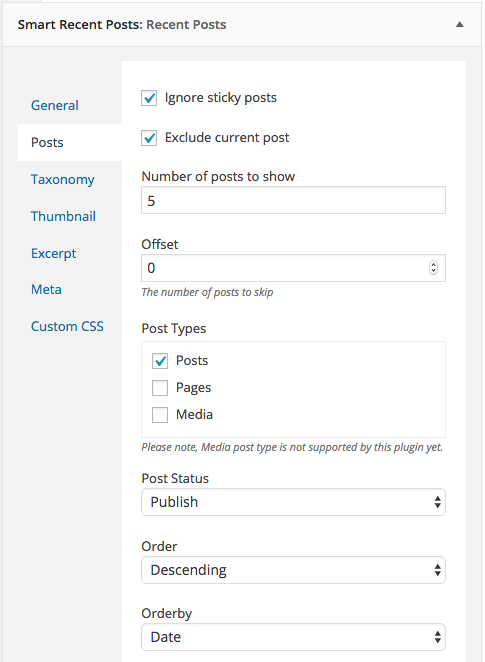 Smart Recent Posts: Recent Posts
General
Posts
Taxonomy
Thumbnail
Excerpt
Meta
Custom CSS
Ignore sticky posts
Exclude current post
Number of posts to show
5
Offset
0
The number of posts to skip
Post Types
Posts
Pages
Media
Please note, Media post type is not supported by this plugin yet.
Post Status
Publish
Order
Descending
Orderby
Date